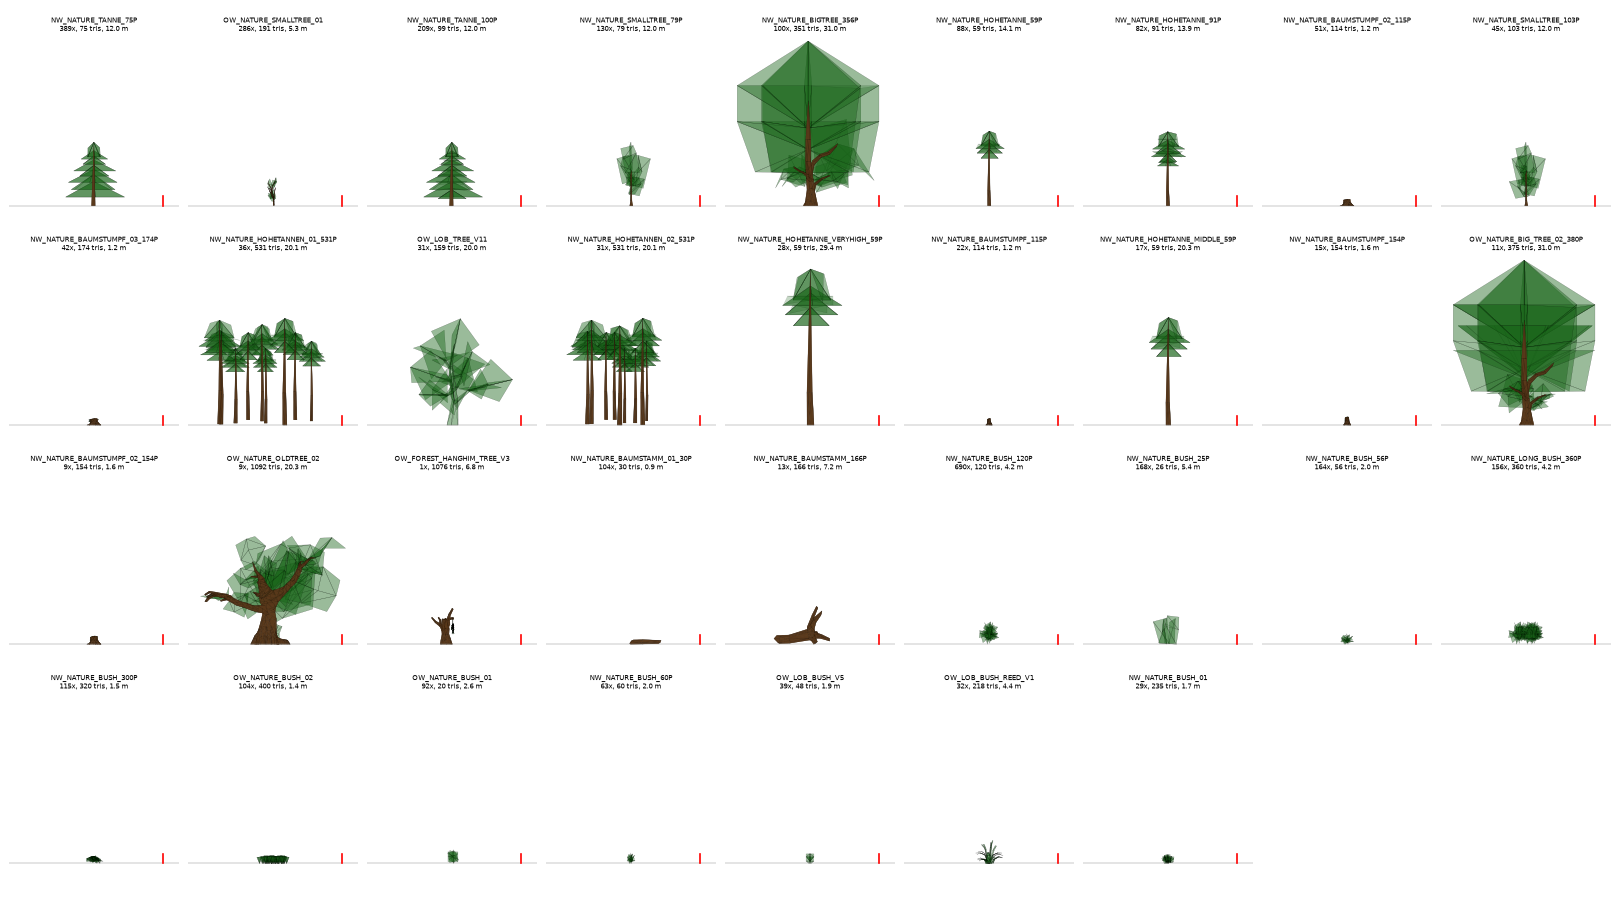 NW_NATURE_TANNE_75P
389x, 75 tris, 12.0 m
OW_NATURE_SMALLTREE_01
286x, 191 tris, 5.3 m
NW_NATURE_TANNE_100P
209x, 99 tris, 12.0 m
NW_NATURE_SMALLTREE_79P
130x, 79 tris, 12.0 m
NW_NATURE_BIGTREE_356P
100x, 351 tris, 31.0 m
NW_NATURE_HOHETANNE_59P
88x, 59 tris, 14.1 m
NW_NATURE_HOHETANNE_91P
82x, 91 tris, 13.9 m
NW_NATURE_BAUMSTUMPF_02_115P
51x, 114 tris, 1.2 m
NW_NATURE_SMALLTREE_103P
45x, 103 tris, 12.0 m
NW_NATURE_BAUMSTUMPF_03_174P
42x, 174 tris, 1.2 m
NW_NATURE_HOHETANNEN_01_531P
36x, 531 tris, 20.1 m
OW_LOB_TREE_V11
31x, 159 tris, 20.0 m
NW_NATURE_HOHETANNEN_02_531P
31x, 531 tris, 20.1 m
NW_NATURE_HOHETANNE_VERYHIGH_59P
28x, 59 tris, 29.4 m
NW_NATURE_BAUMSTUMPF_115P
22x, 114 tris, 1.2 m
NW_NATURE_HOHETANNE_MIDDLE_59P
17x, 59 tris, 20.3 m
NW_NATURE_BAUMSTUMPF_154P
15x, 154 tris, 1.6 m
OW_NATURE_BIG_TREE_02_380P
11x, 375 tris, 31.0 m
NW_NATURE_BAUMSTUMPF_02_154P
9x, 154 tris, 1.6 m
OW_NATURE_OLDTREE_02
9x, 1092 tris, 20.3 m
OW_FOREST_HANGHIM_TREE_V3
1x, 1076 tris, 6.8 m
NW_NATURE_BAUMSTAMM_01_30P
104x, 30 tris, 0.9 m
NW_NATURE_BAUMSTAMM_166P
13x, 166 tris, 7.2 m
NW_NATURE_BUSH_120P
690x, 120 tris, 4.2 m
NW_NATURE_BUSH_25P
168x, 26 tris, 5.4 m
NW_NATURE_BUSH_56P
164x, 56 tris, 2.0 m
NW_NATURE_LONG_BUSH_360P
156x, 360 tris, 4.2 m
NW_NATURE_BUSH_300P
115x, 320 tris, 1.5 m
OW_NATURE_BUSH_02
104x, 400 tris, 1.4 m
OW_NATURE_BUSH_01
92x, 20 tris, 2.6 m
NW_NATURE_BUSH_60P
63x, 60 tris, 2.0 m
OW_LOB_BUSH_V5
39x, 48 tris, 1.9 m
OW_LOB_BUSH_REED_V1
32x, 218 tris, 4.4 m
NW_NATURE_BUSH_01
29x, 235 tris, 1.7 m